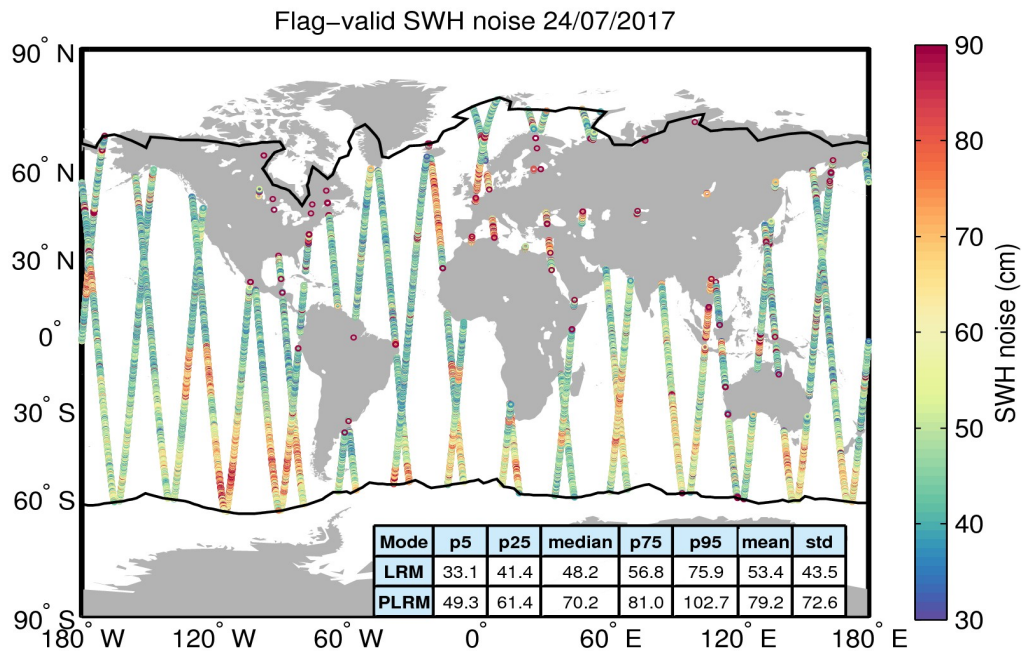 Flag−valid SWH noise 24/07/2017
90° N
60° N
30° N
0°
30° S
60° S
90° S
180° W
120° W
60° W
0°
60° E
120° E
180° E
Mode p5 p25 median p75 p95 mean std
LRM 33.1 41.4 48.2 56.8 75.9 53.4 43.5
PLRM 49.3 61.4 70.2 81.0 102.7 79.2 72.6
90
80
70
60
50
40
30
SWH noise (cm)